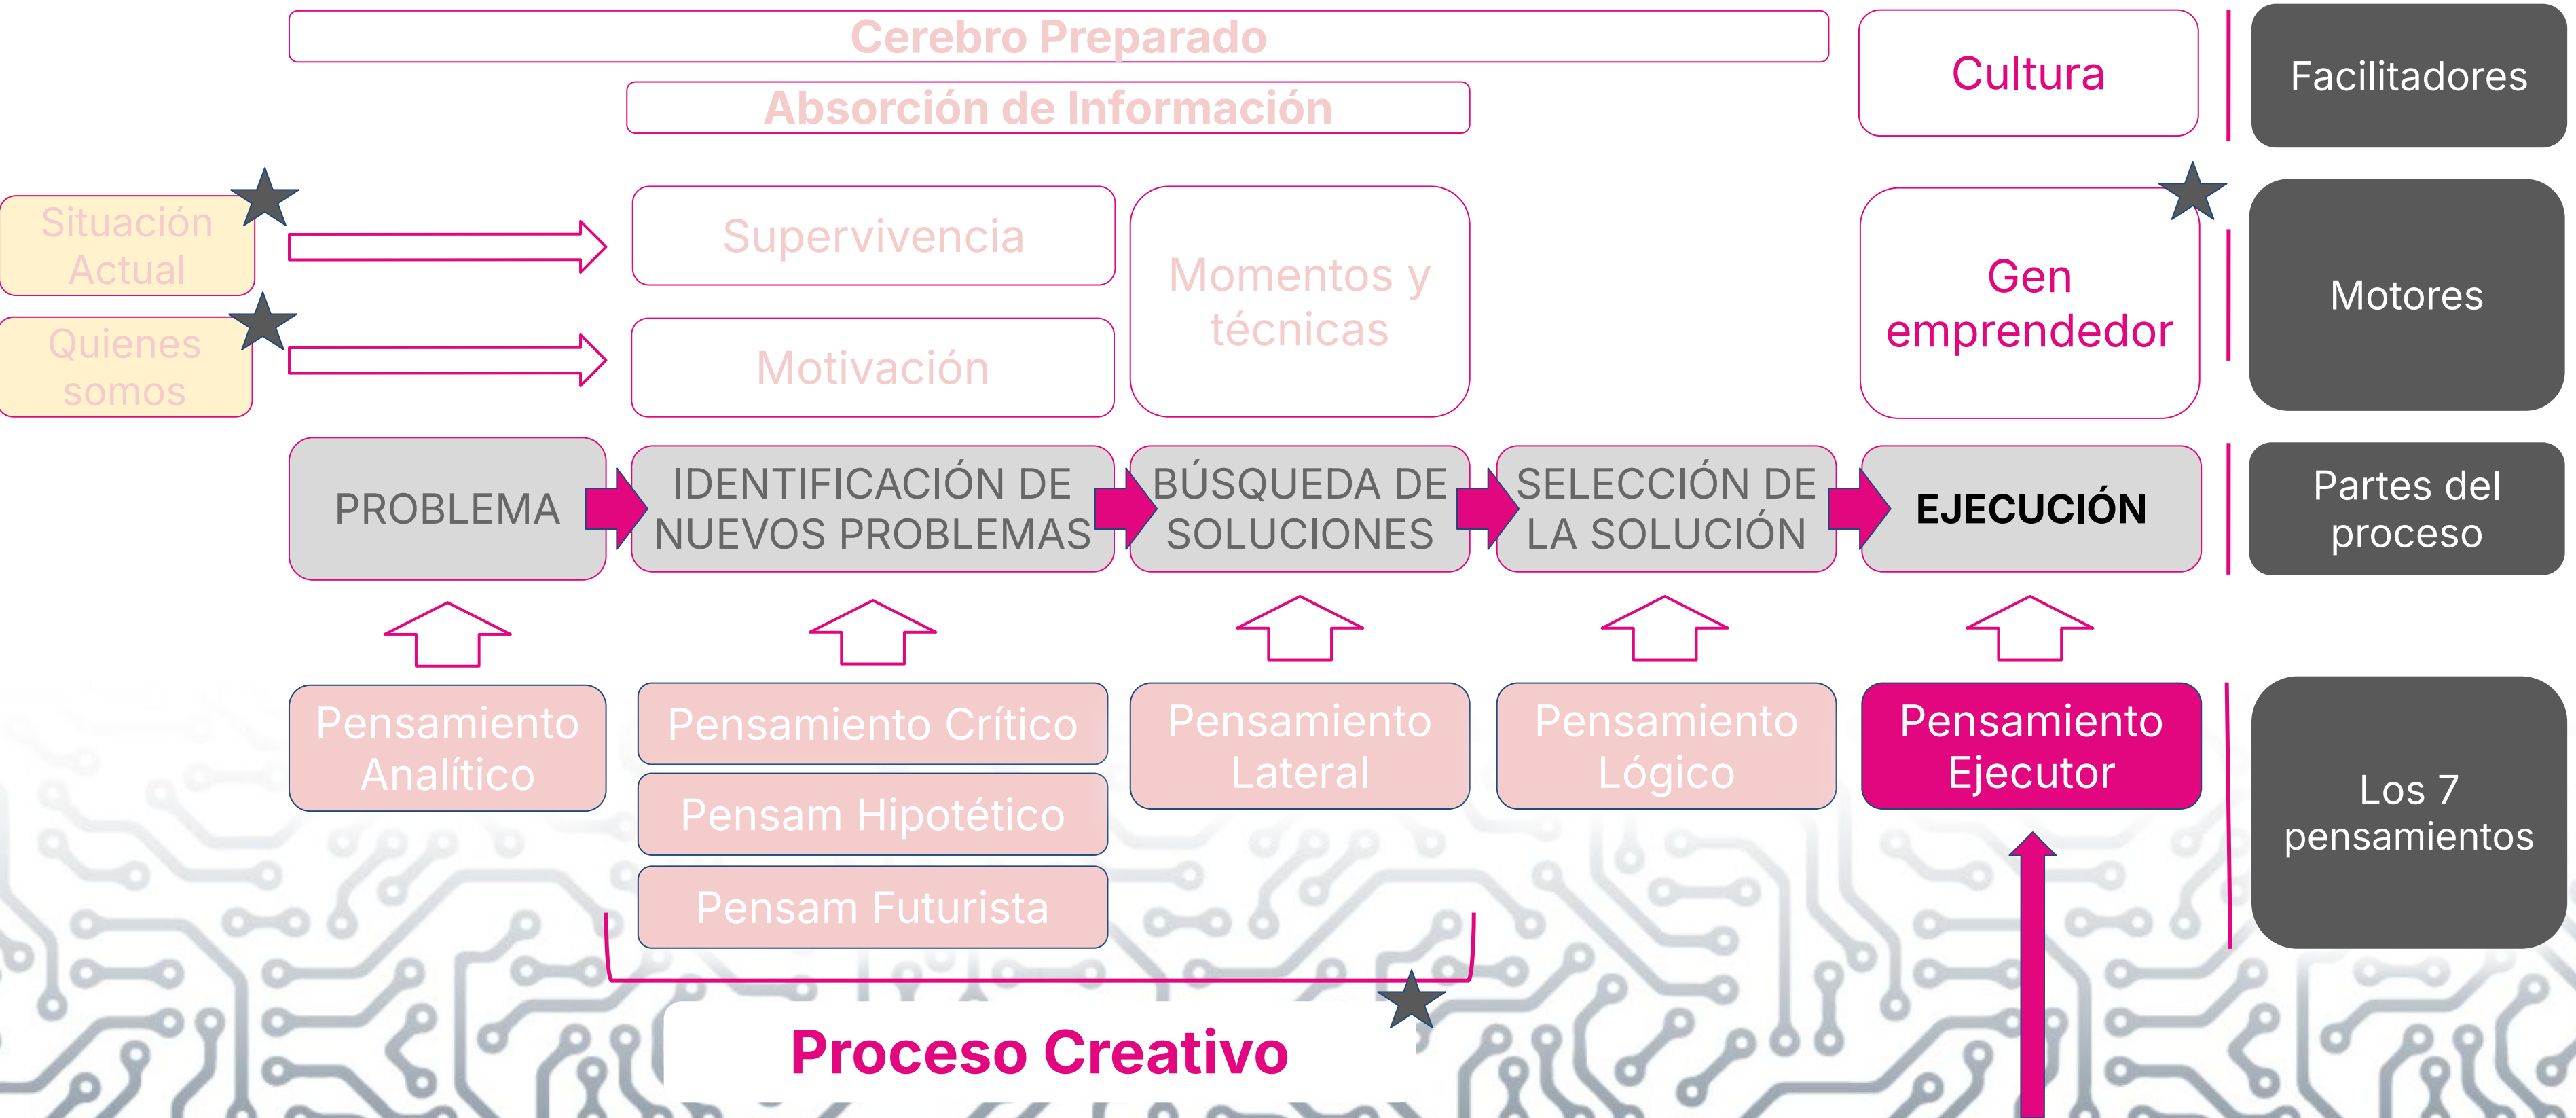 Cerebro Preparado
Absorción de Información
Cultura
Facilitadores
Situación
Actual
Quienes
somos
Supervivencia
Motivación
Momentos y
técnicas
Gen
emprendedor
Motores
PROBLEMA
IDENTIFICACIÓN DE
NUEVOS PROBLEMAS
BÚSQUEDA DE
SOLUCIONES
SELECCIÓN DE
LA SOLUCIÓN
EJECUCIÓN
Partes del
proceso
Pensamiento
Analítico
Pensamiento Crítico
Pensam Hipotético
Pensam Futurista
Pensamiento
Lateral
Pensamiento
Lógico
Pensamiento
Ejecutor
Los 7
pensamientos
Proceso Creativo